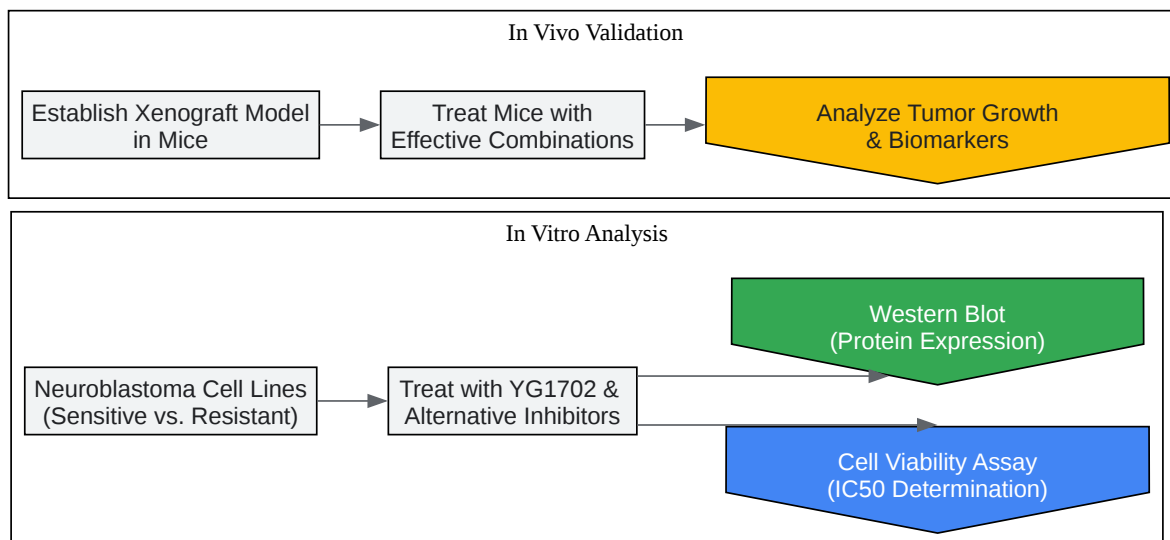 In Vivo Validation
Establish Xenograft Model
in Mice
Treat Mice with
Effective Combinations
Analyze Tumor Growth
& Biomarkers
In Vitro Analysis
Neuroblastoma Cell Lines
(Sensitive vs. Resistant)
Treat with YG1702 &
Alternative Inhibitors
Western Blot
(Protein Expression)
Cell Viability Assay
(IC50 Determination)